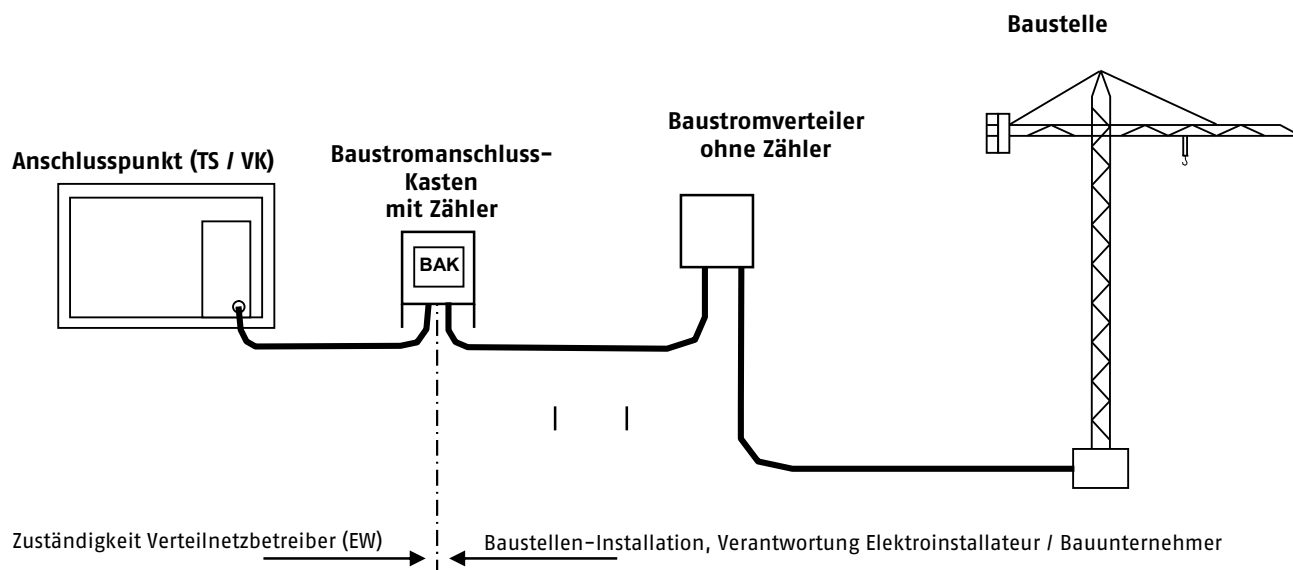 Baustelle
Baustromverteiler
ohne Zähler
Anschlusspunkt (TS / VK)
Baustromanschluss-
Kasten
mit Zähler
BAK
Zuständigkeit Verteilnetzbetreiber (EW)
Baustellen-Installation, Verantwortung Elektroinstallateur / Bauunternehmer